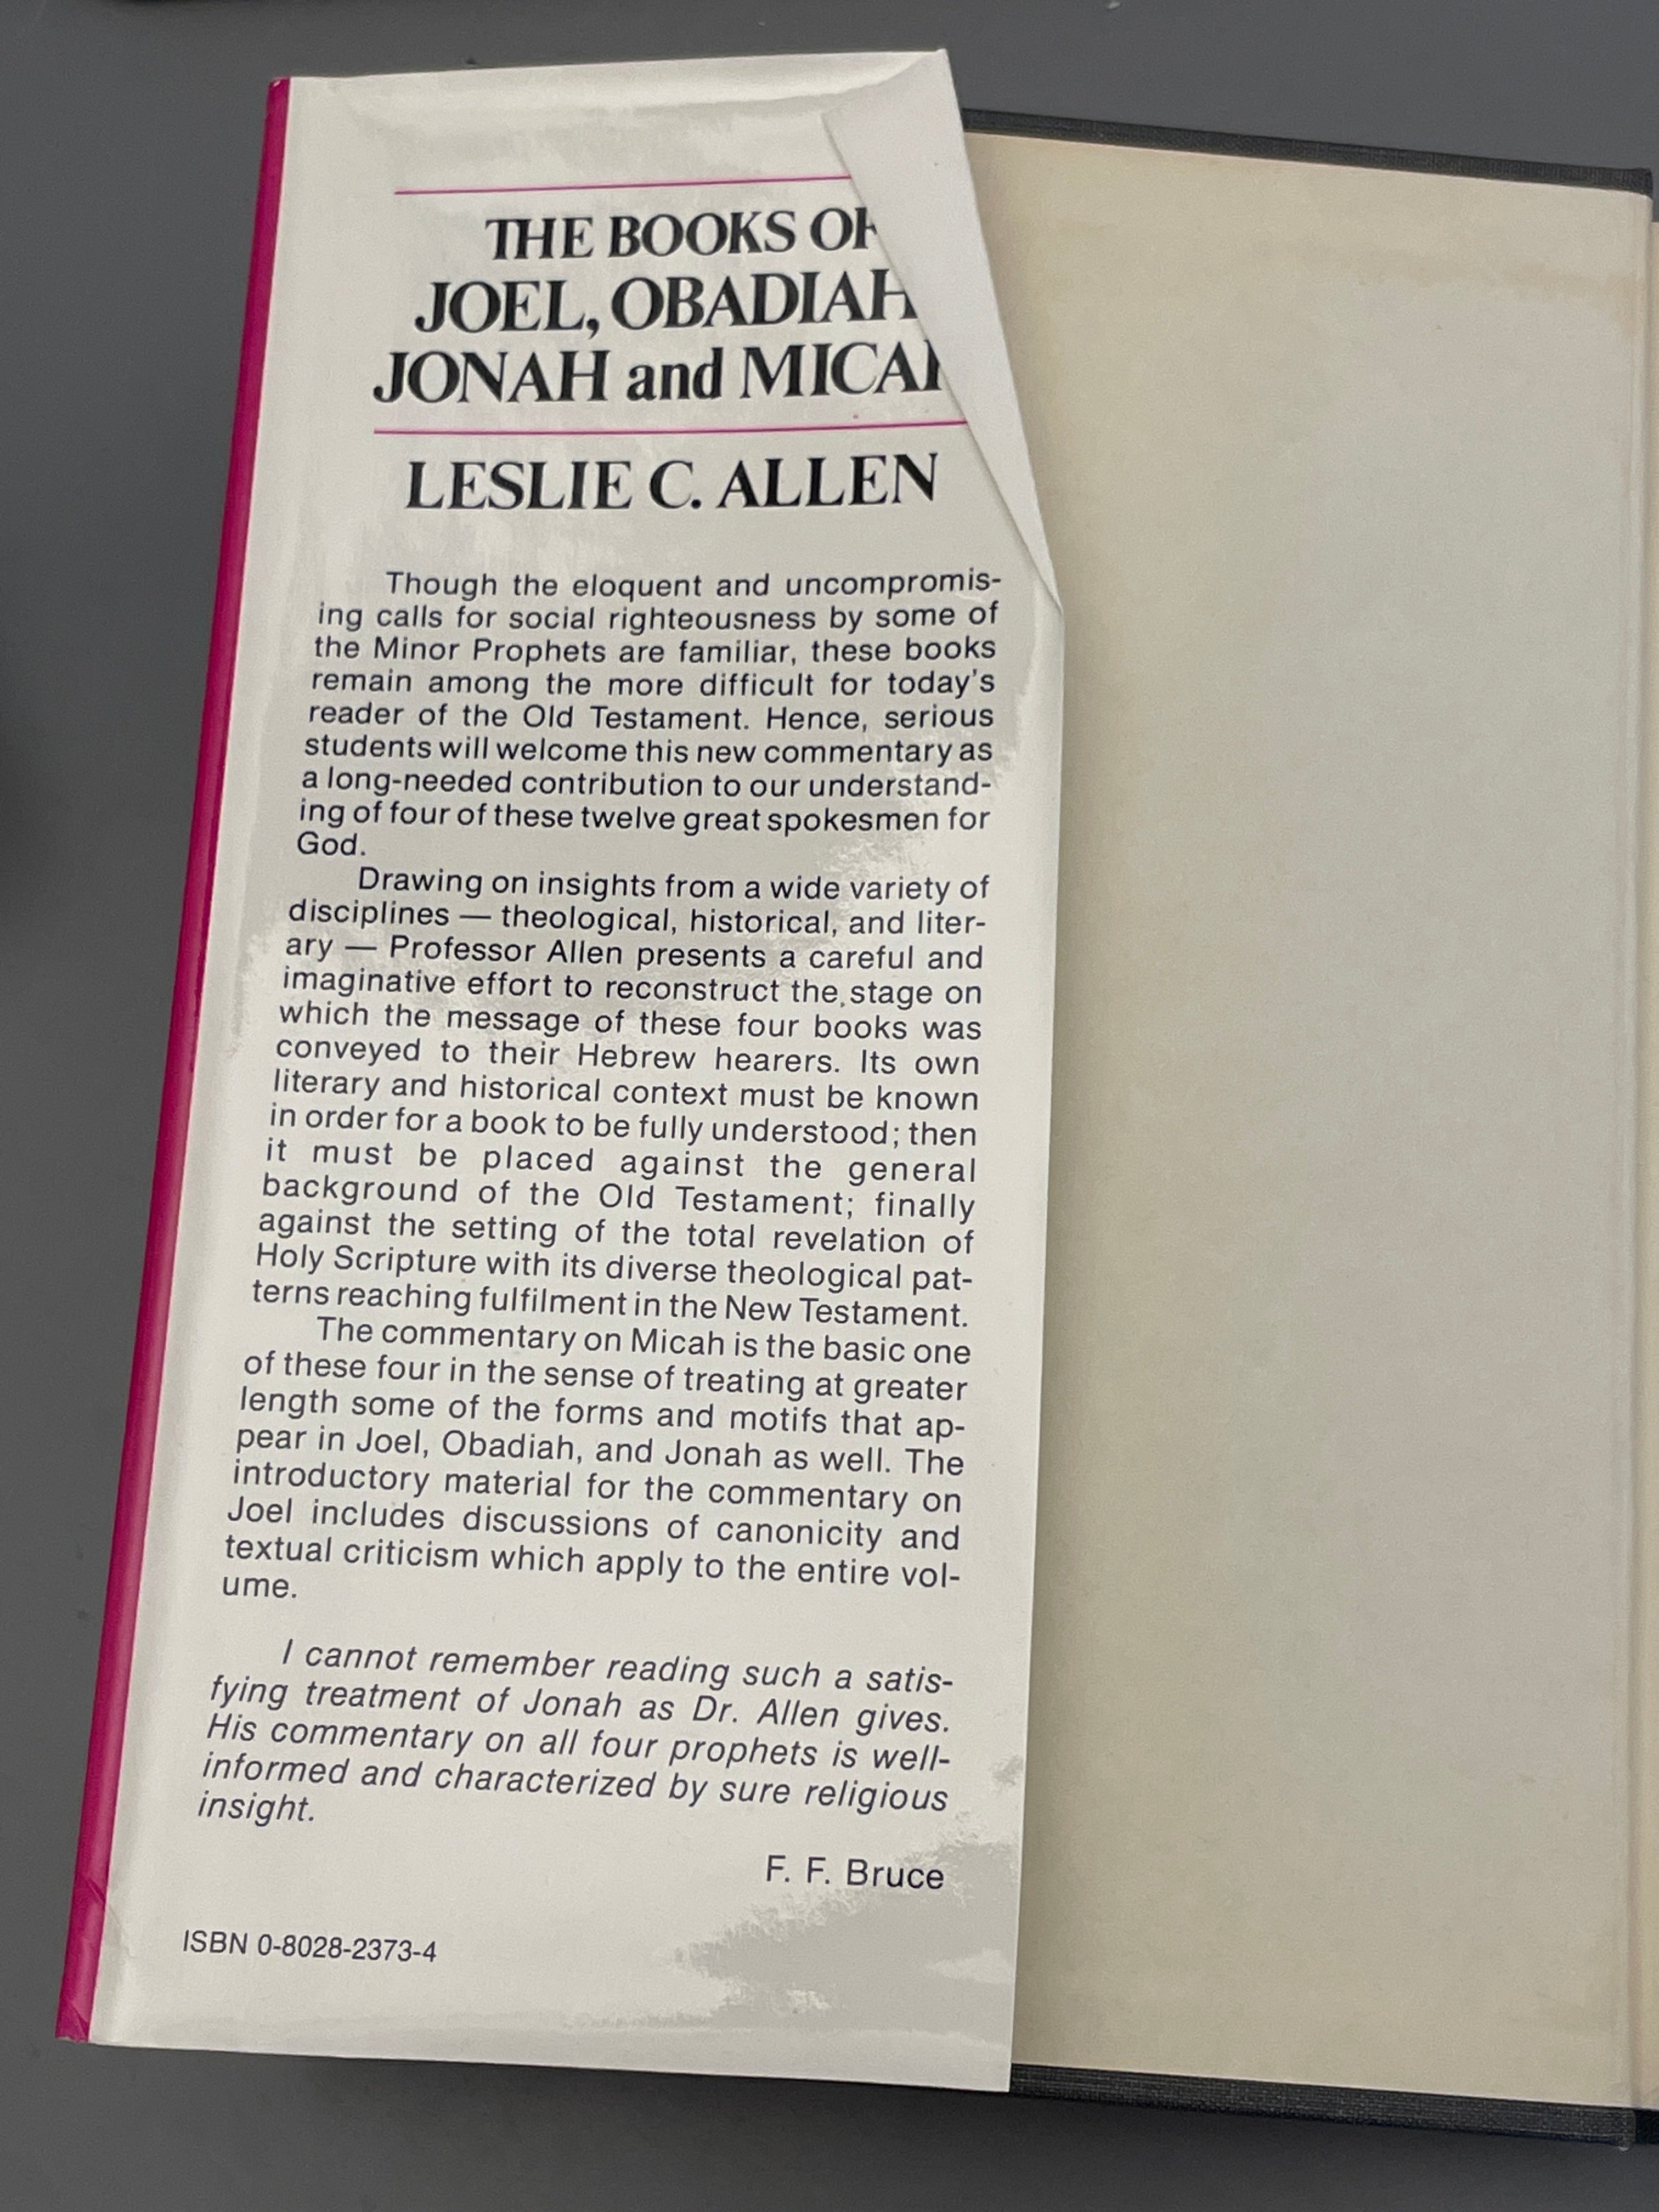 THE BOOKS OF
JOEL, OBADIAH
JONAH and MICAH
LESLIE C. ALLEN
Though the eloquent and uncompromis-
ing calls for social righteousness by some of
the Minor Prophets are familiar, these books
remain among the more difficult for today's
reader of the Old Testament. Hence, serious
students will welcome this new commentary as
a long-needed contribution to our understand-
ing of four of these twelve great spokesmen for
God.
Drawing on insights from a wide variety of
disciplines — theological, historical, and liter-
ary — Professor Allen presents a careful and
imaginative effort to reconstruct the stage on
which the message of these four books was
conveyed to their Hebrew hearers. Its own
literary and historical context must be known
in order for a book to be fully understood; then
it must be placed against the general
background of the Old Testament; finally
against the setting of the total revelation of
Holy Scripture with its diverse theological pat-
terns reaching fulfilment in the New Testament.
The commentary on Micah is the basic one
of these four in the sense of treating at greater
length some of the forms and motifs that ap-
pear in Joel, Obadiah, and Jonah as well. The
introductory material for the commentary on
Joel includes discussions of canonicity and
textual criticism which apply to the entire vol-
ume.
I cannot remember reading such a satis-
fying treatment of Jonah as Dr. Allen gives.
His commentary on all four prophets is well-
informed and characterized by sure religious
insight.
F. F. Bruce
ISBN 0-8028-2373-4